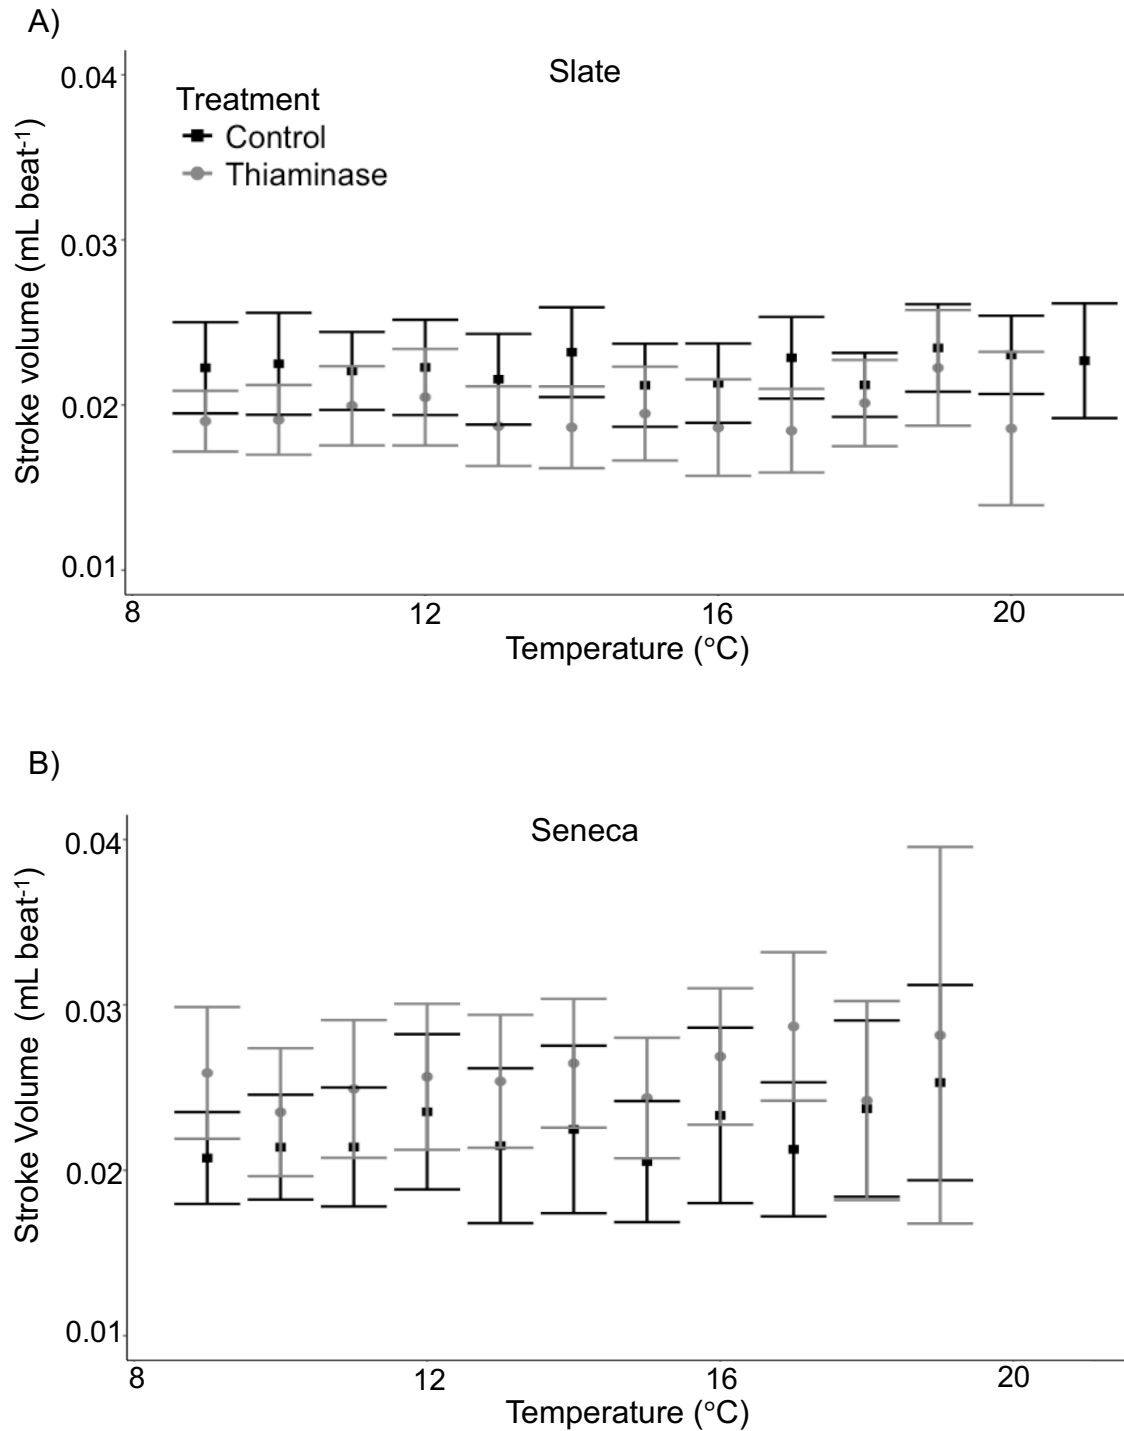 A)
Slate
Treatment
Control
Thiaminase
Stroke volume (mL beat⁻¹)
0.04
0.03
0.02
0.01
8 12 16 20
Temperature (°C)
B)
Seneca
Stroke Volume (mL beat⁻¹)
0.04
0.03
0.02
0.01
8 12 16 20
Temperature (°C)